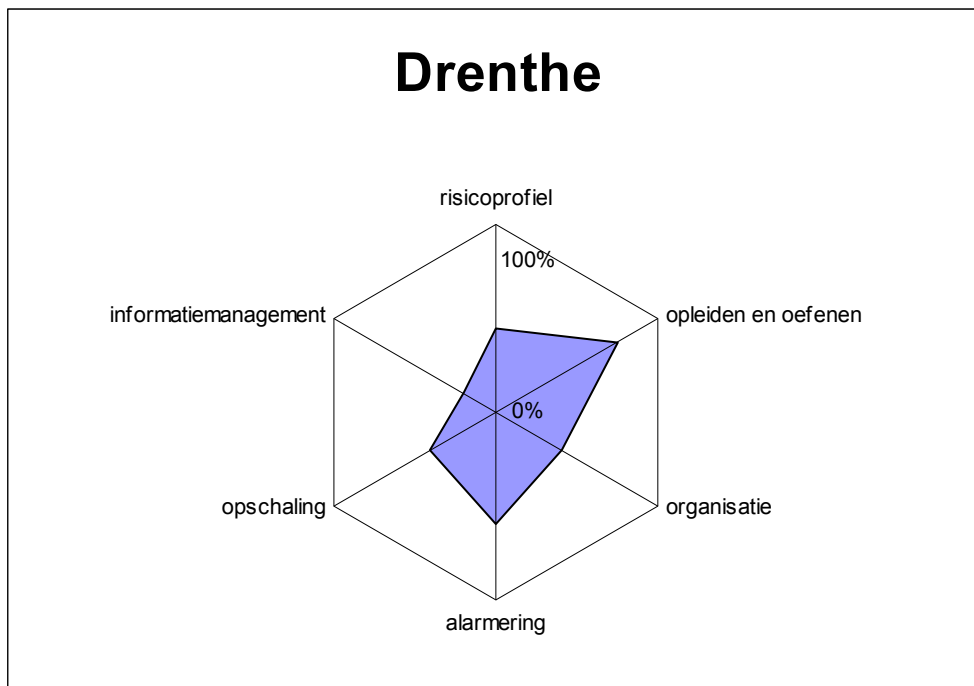 Drenthe
risicoprofiel
100%
informatiemanagement
opleiden en oefenen
0%
opschaling
organisatie
alarmering